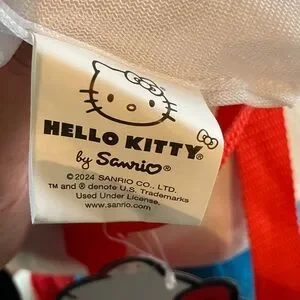 HELLO KITTY®
by Sanrio®
©2024 SANRIO CO., LTD.
TM and ® denote U.S. Trademarks
Used Under License.
www.sanrio.com